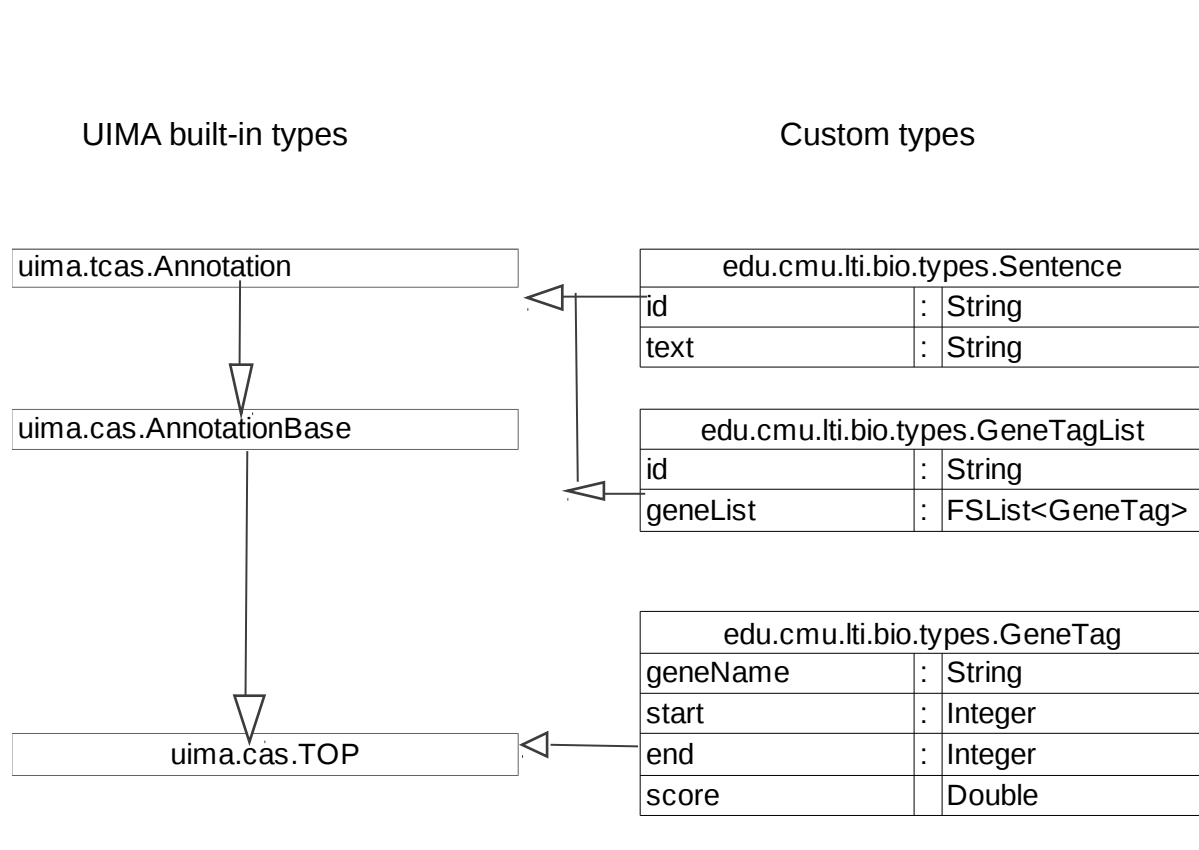 UIMA built-in types
Custom types
uima.tcas.Annotation
uima.cas.AnnotationBase
uima.cas.TOP
edu.cmu.lti.bio.types.Sentence
id : String
text : String
edu.cmu.lti.bio.types.GeneTagList
id : String
geneList : FSList<GeneTag>
edu.cmu.lti.bio.types.GeneTag
geneName : String
start : Integer
end : Integer
score Double